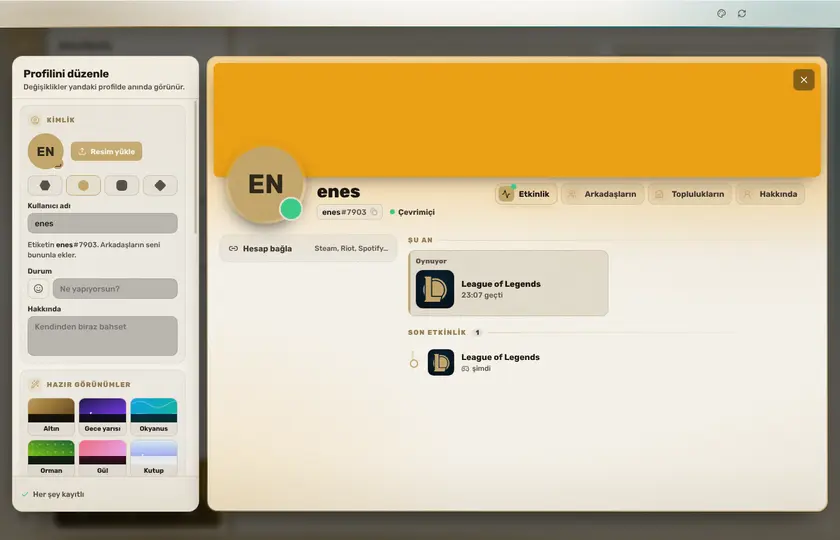 Profilini düzenle
Değişiklikler yandaki profilde anında görünür.
KİMLİK
EN
Resim yükle
Kullanıcı adı
enes
Etiketin enes#7903. Arkadaşların seni
bununla ekler.
Durum
Ne yapıyorsun?
Hakkında
Kendinden biraz bahset
HAZIR GÖRÜNÜMLER
Altın
Gece yarısı
Okyanus
Orman
Gül
Kutup
Her şey kayıtlı
EN
enes
enes#7903
Çevrimiçi
Etkinlik
Arkadaşların
Toplulukların
Hakkında
Hesap bağla
Steam, Riot, Spotify...
ŞU AN
Oynuyor
League of Legends
23:07 geçti
SON ETKİNLİK 1
League of Legends
şimdi